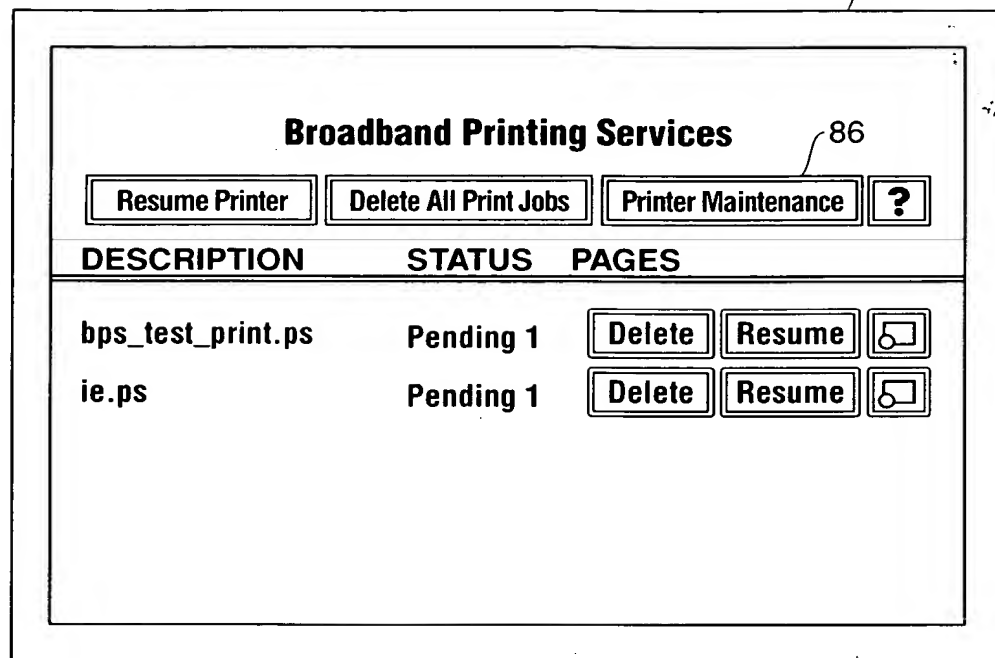 Broadband Printing Services
86
Resume Printer Delete All Print Jobs Printer Maintenance ?
DESCRIPTION STATUS PAGES
bps_test_print.ps Pending 1 Delete Resume
ie.ps Pending 1 Delete Resume